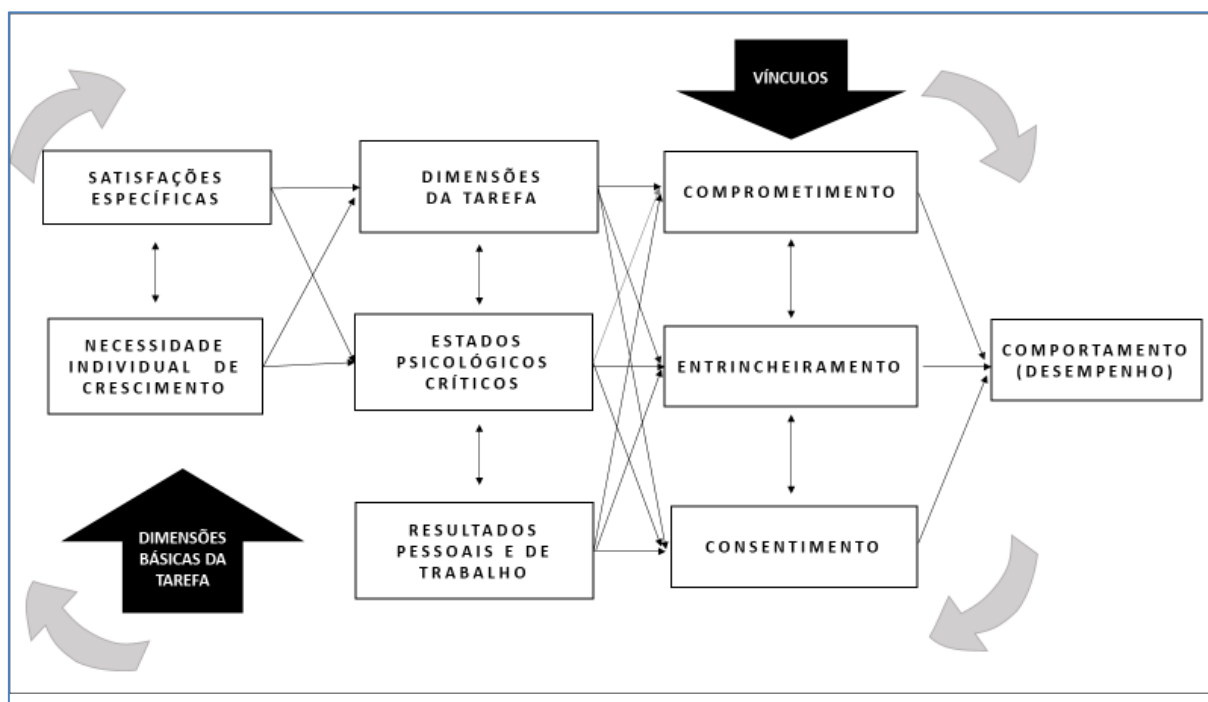 VÍNCULOS
SATISFAÇÕES
ESPECÍFICAS
DIMENSÕES
DA TAREFA
COMPROMETIMENTO
NECESSIDADE
INDIVIDUAL DE
CRESCIMENTO
ESTADOS
PSICOLÓGICOS
CRÍTICOS
ENTRINCHEIRAMENTO
COMPORTAMENTO
(DESEMPENHO)
DIMENSÕES
BÁSICAS DA
TAREFA
RESULTADOS
PESSOAIS E DE
TRABALHO
CONSENTIMENTO